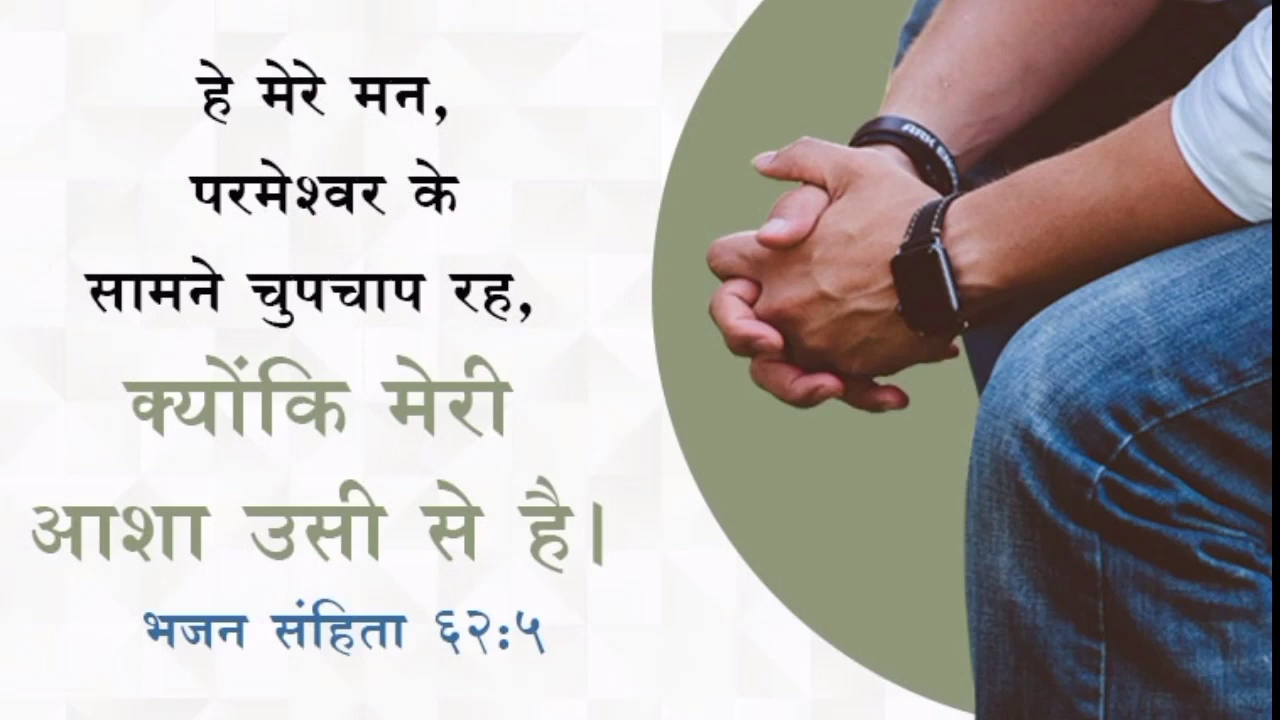 हे मेरे मन,
परमेश्वर के
सामने चुपचाप रह,
क्योंकि मेरी
आशा उसी से है।
भजन संहिता ६२:५